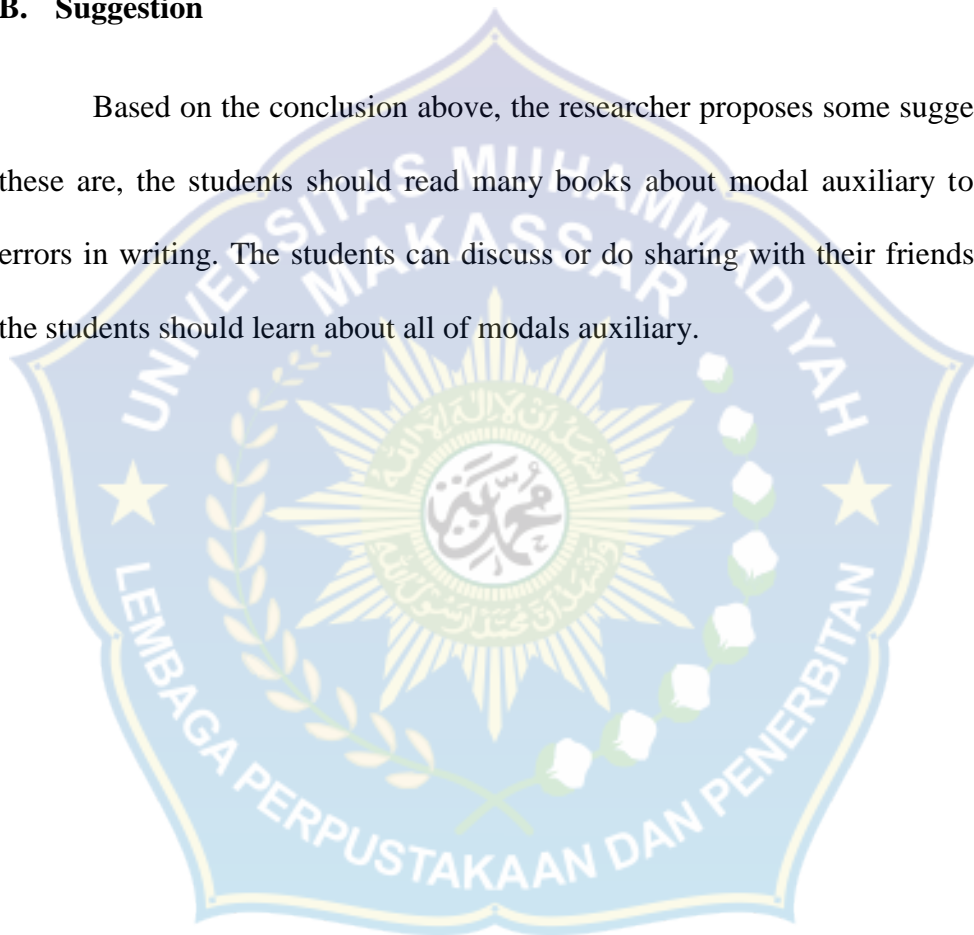 B. Suggestion
Based on the conclusion above, the researcher proposes some sugge
these are, the students should read many books about modal auxiliary to
errors in writing. The students can discuss or do sharing with their friends
the students should learn about all of modals auxiliary.
UNIVERSITAS MUHAMMADIYAH
MAKASSAR
LEMBAGA PERPUSTAKAAN DAN PENERBITAN